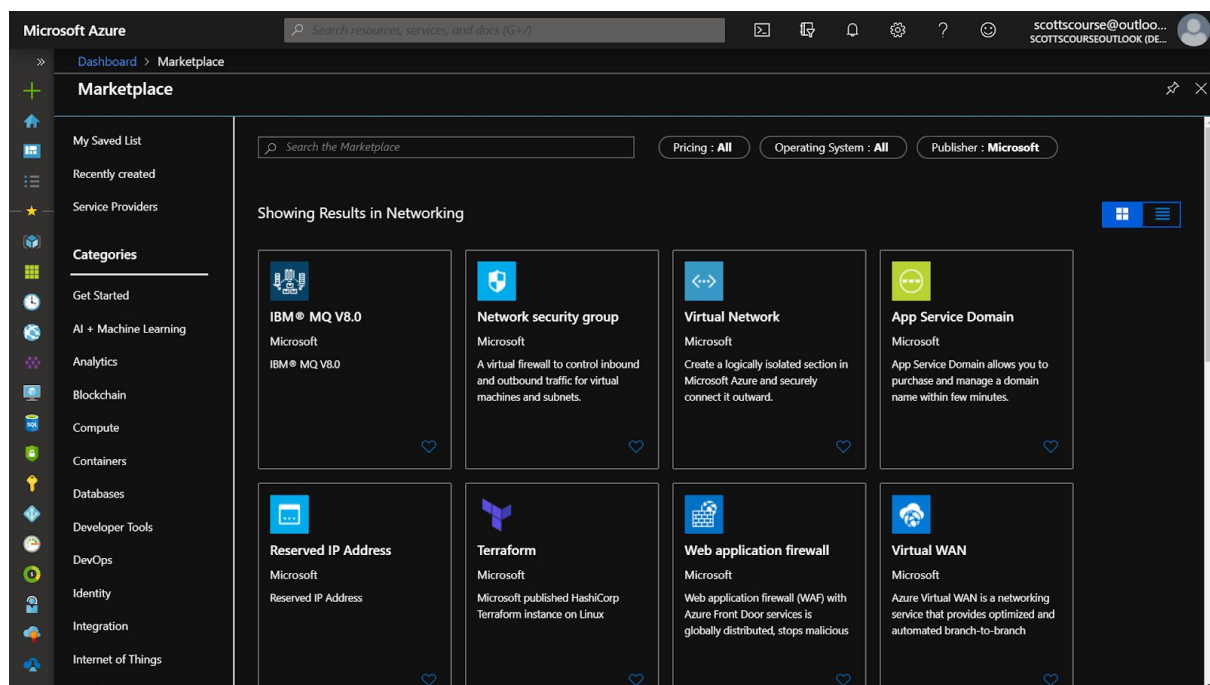 Microsoft Azure
Search resources, services, and docs (G+/)
scottscourse@outloo...
SCOTTSCOURSEOUTLOOK (DE...
Dashboard > Marketplace
Marketplace
My Saved List
Recently created
Service Providers
Categories
Get Started
AI + Machine Learning
Analytics
Blockchain
Compute
Containers
Databases
Developer Tools
DevOps
Identity
Integration
Internet of Things
Search the Marketplace
Pricing : All
Operating System : All
Publisher : Microsoft
Showing Results in Networking
IBM® MQ V8.0
Microsoft
IBM® MQ V8.0
Network security group
Microsoft
A virtual firewall to control inbound
and outbound traffic for virtual
machines and subnets.
Virtual Network
Microsoft
Create a logically isolated section in
Microsoft Azure and securely
connect it outward.
App Service Domain
Microsoft
App Service Domain allows you to
purchase and manage a domain
name within few minutes.
Reserved IP Address
Microsoft
Reserved IP Address
Terraform
Microsoft
Microsoft published HashiCorp
Terraform instance on Linux
Web application firewall
Microsoft
Web application firewall (WAF) with
Azure Front Door services is
globally distributed, stops malicious
Virtual WAN
Microsoft
Azure Virtual WAN is a networking
service that provides optimized and
automated branch-to-branch
SQL